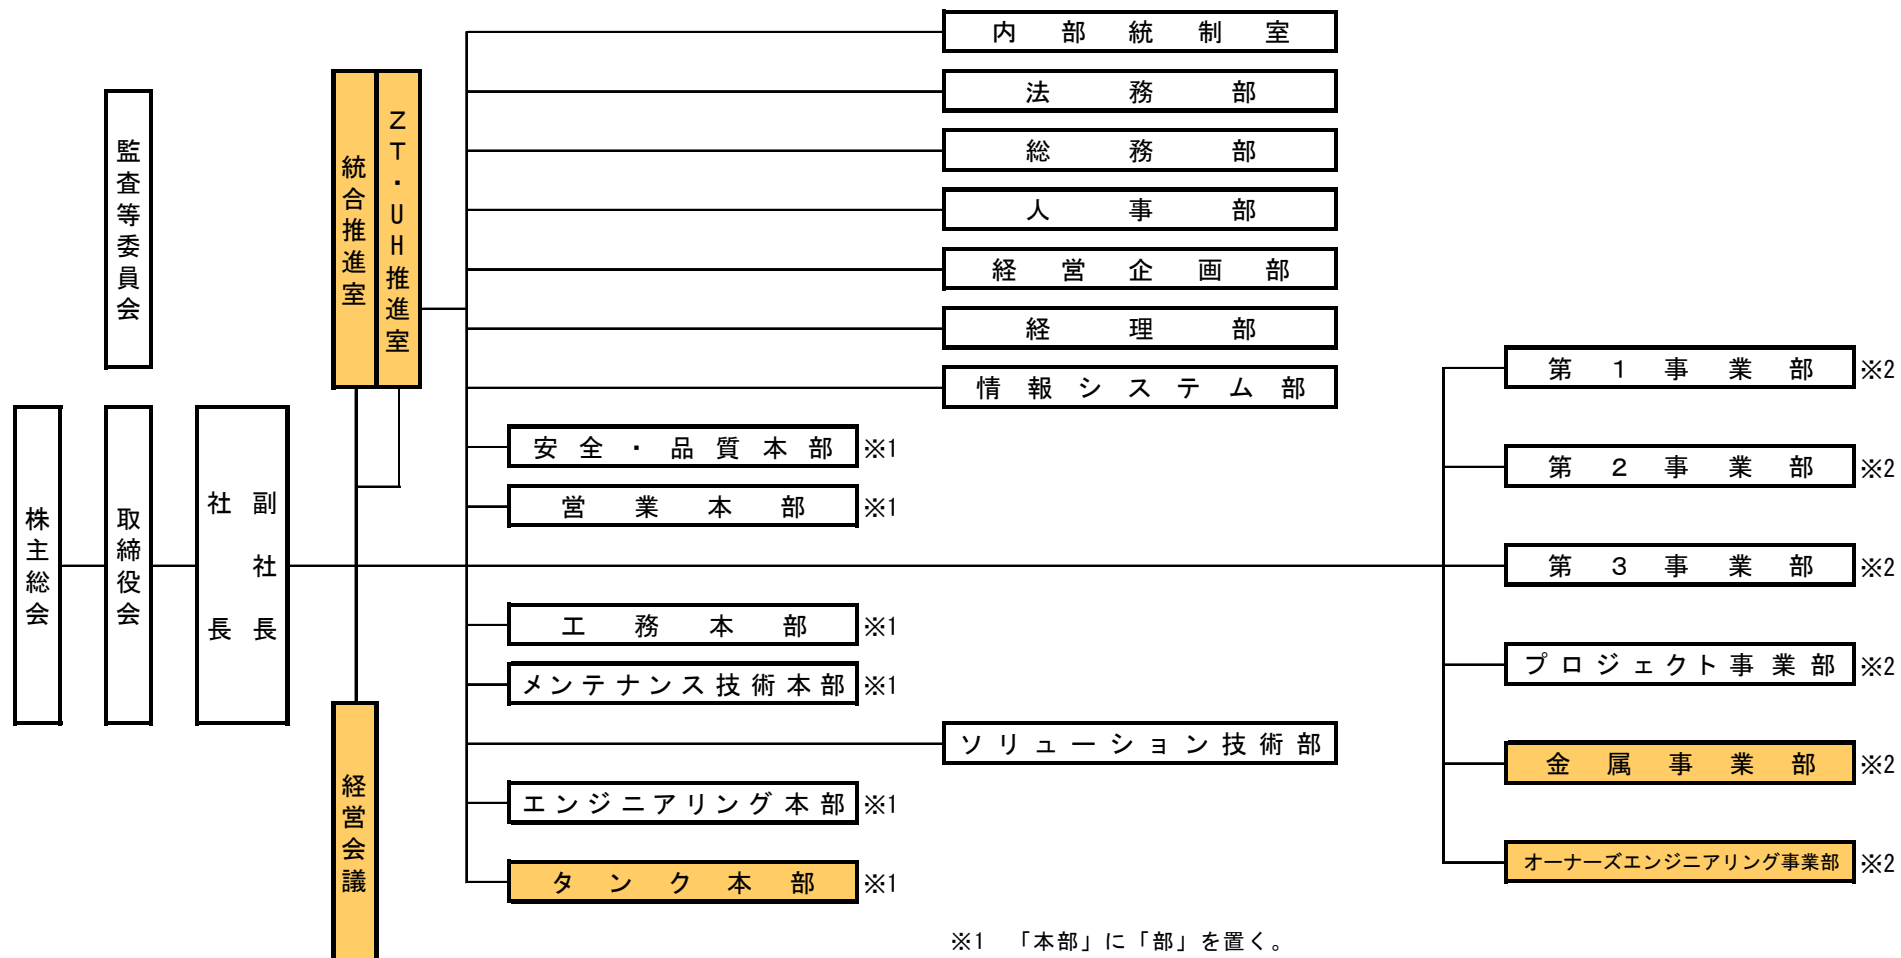 内部統制室
法務部
総務部
人事部
経営企画部
経理部
情報システム部
監査等委員会
統合推進室
ZT・UH推進室
安全・品質本部 ※1
営業本部 ※1
株主総会
取締役会
社長
副社長
工務本部 ※1
メンテナンス技術本部 ※1
ソリューション技術部
エンジニアリング本部 ※1
タンク本部 ※1
経営会議
第1事業部 ※2
第2事業部 ※2
第3事業部 ※2
プロジェクト事業部 ※2
金属事業部 ※2
オーナーズエンジニアリング事業部 ※2
※1 「本部」に「部」を置く。